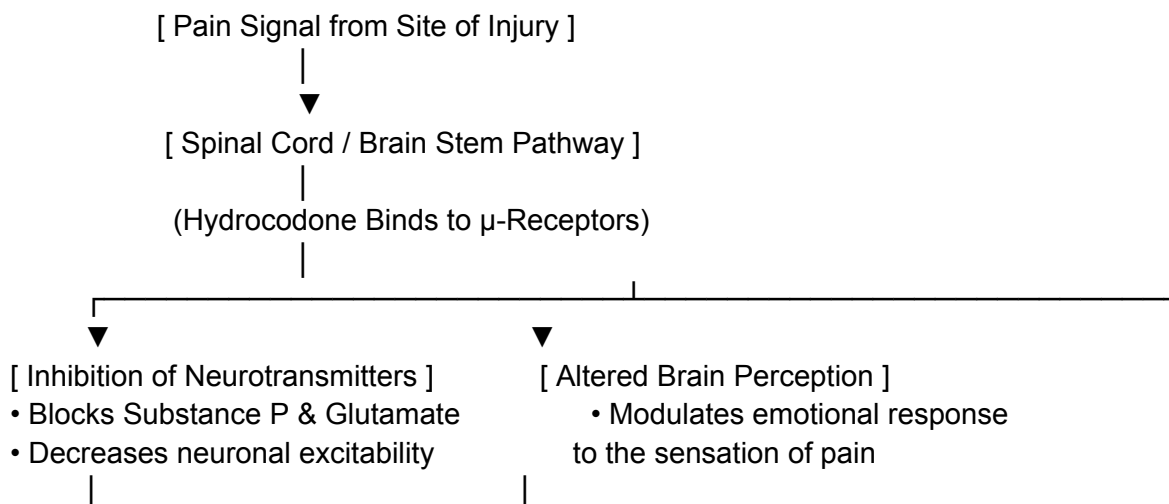 [ Pain Signal from Site of Injury ]
[ Spinal Cord / Brain Stem Pathway ]
(Hydrocodone Binds to μ-Receptors)
[ Inhibition of Neurotransmitters ] [ Altered Brain Perception ]
• Blocks Substance P & Glutamate • Modulates emotional response
• Decreases neuronal excitability to the sensation of pain